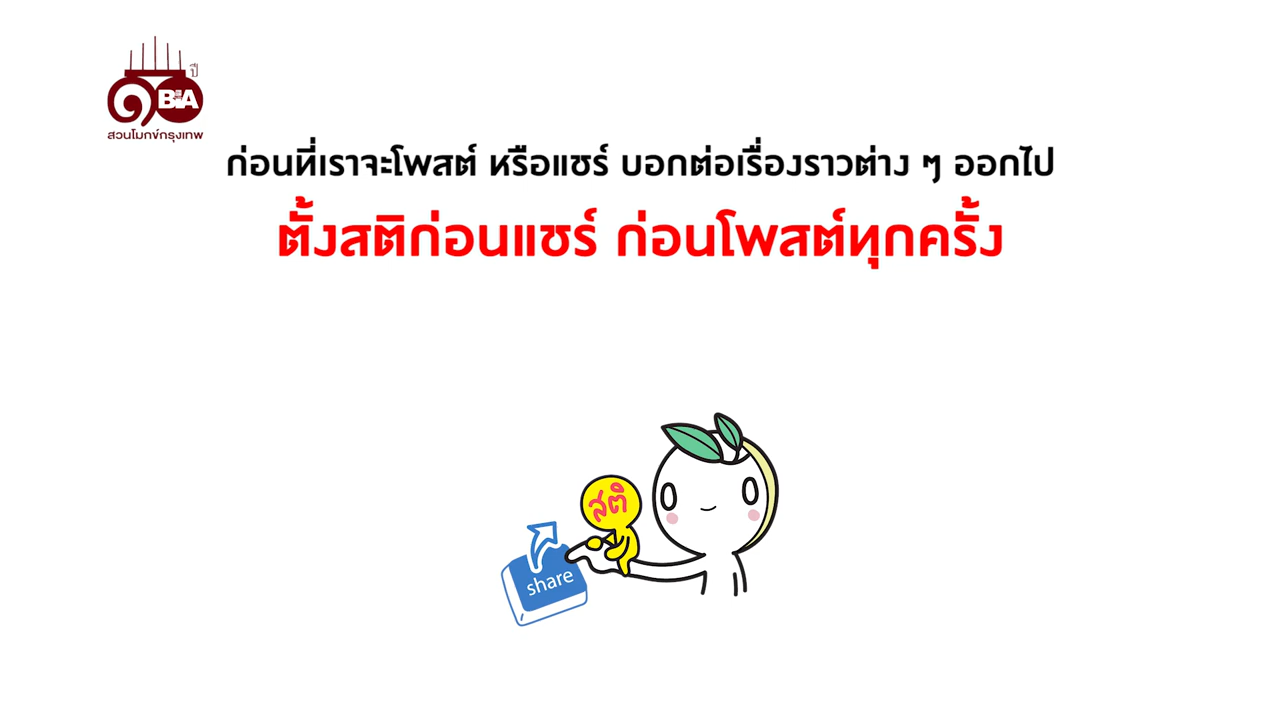 ๑๐ ปี
BIA
สวนโมกข์กรุงเทพ
ก่อนที่เราจะโพสต์ หรือแชร์ บอกต่อเรื่องราวต่าง ๆ ออกไป
ตั้งสติก่อนแชร์ ก่อนโพสต์ทุกครั้ง
สติ
share